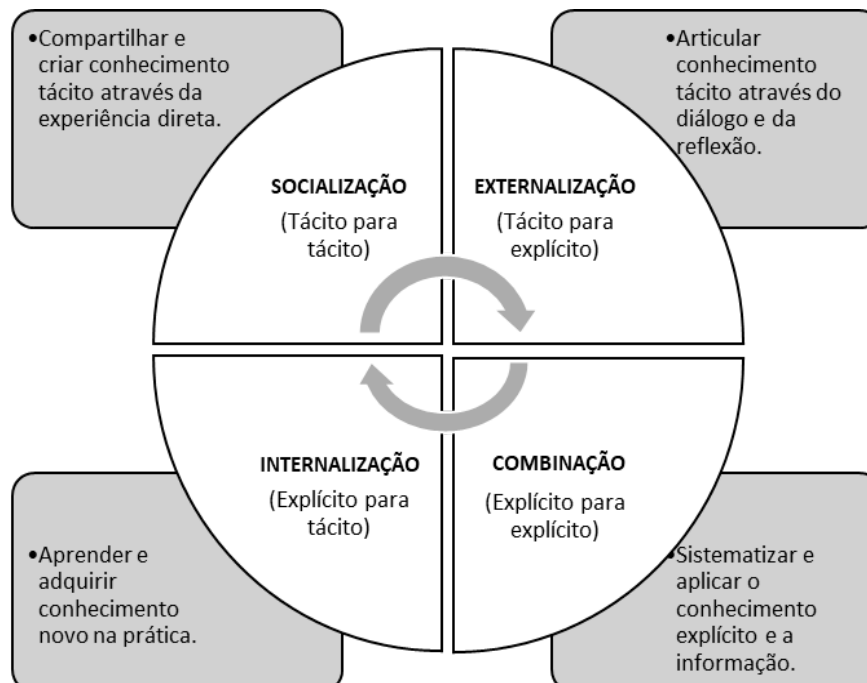 •Compartilhar e
criar conhecimento
tácito através da
experiência direta.
•Articular
conhecimento
tácito através do
diálogo e da
reflexão.
SOCIALIZAÇÃO
(Tácito para
tácito)
EXTERNALIZAÇÃO
(Tácito para
explícito)
INTERNALIZAÇÃO
(Explícito para
tácito)
COMBINAÇÃO
(Explícito para
explícito)
•Aprender e
adquirir
conhecimento
novo na prática.
•Sistematizar e
aplicar o
conhecimento
explícito e a
informação.